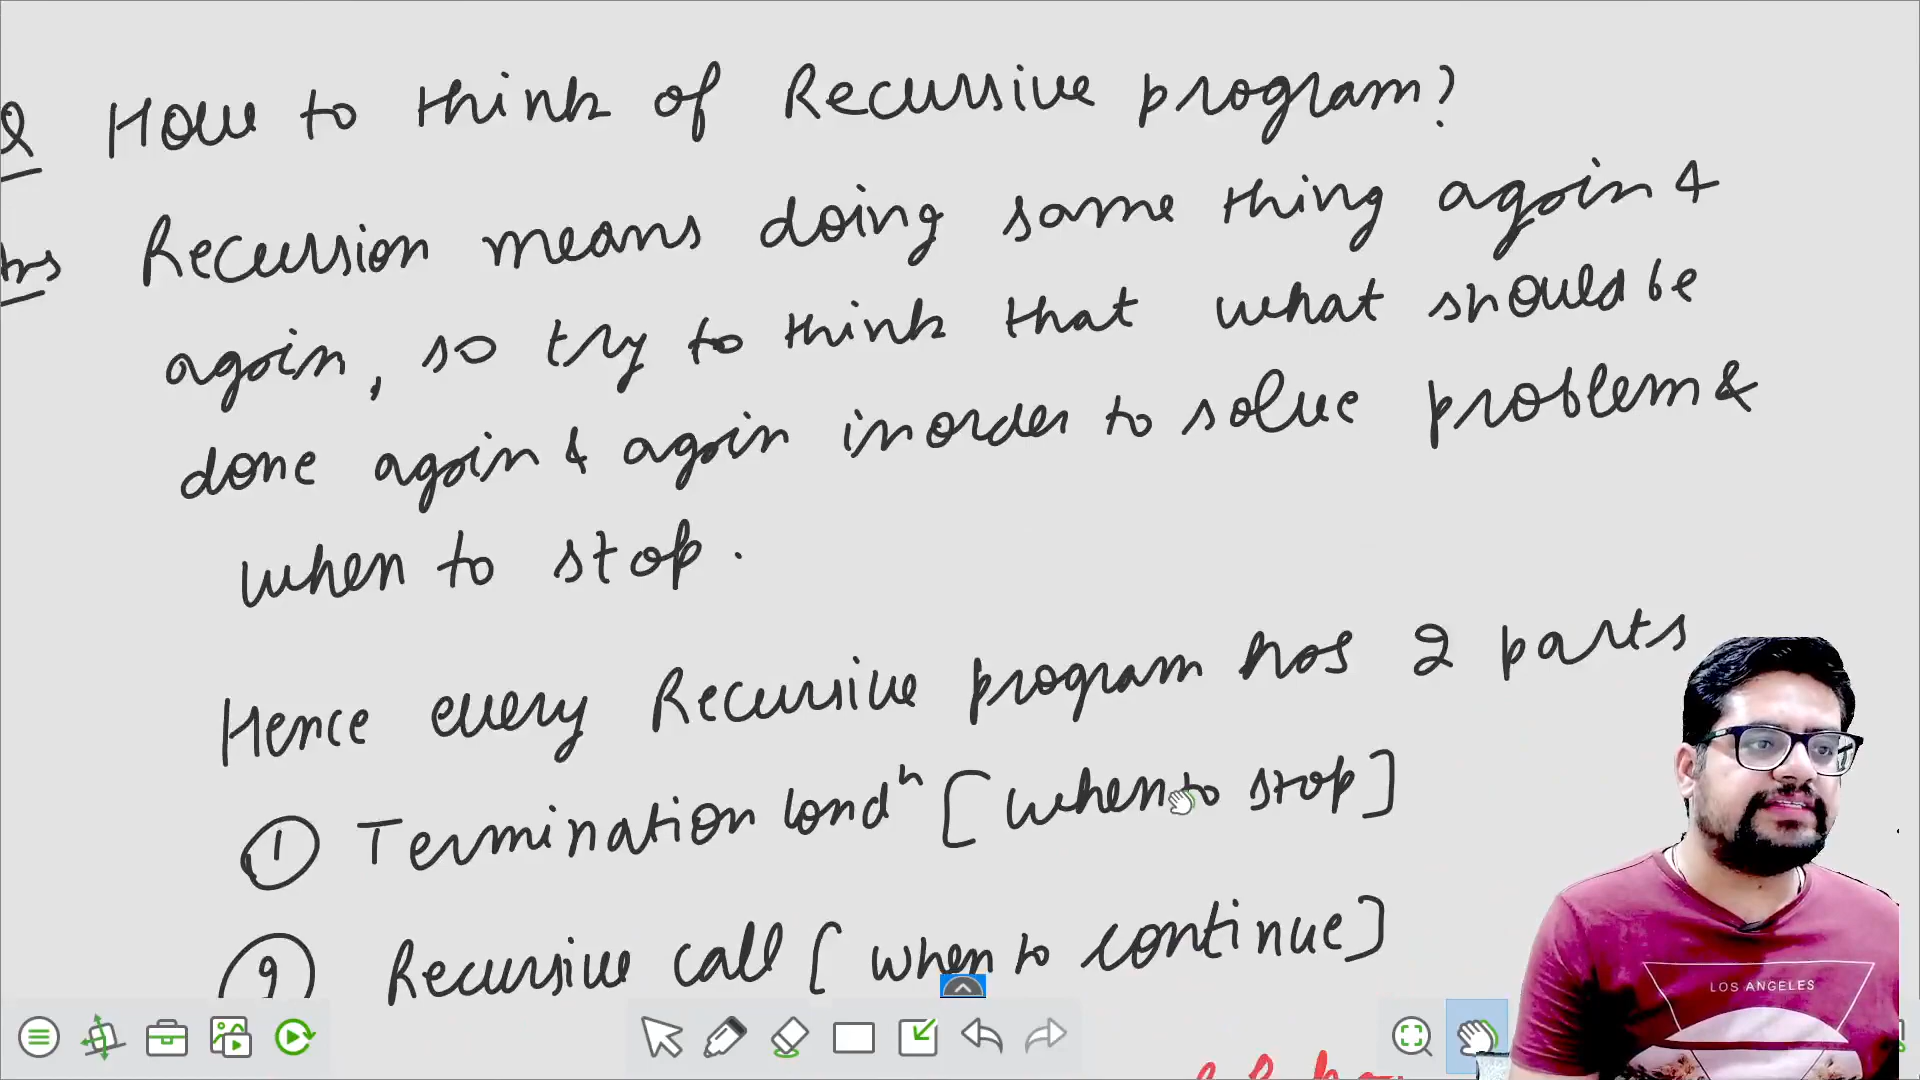 Q How to think of Recursive program?
Ans Recursion means doing same thing again &
again, so try to think that what should be
done again & again inorder to solve problem &
when to stop.
Hence every Recursive program has 2 parts
① Termination condⁿ [when to stop]
② Recursive call [when to continue]
LOS ANGELES